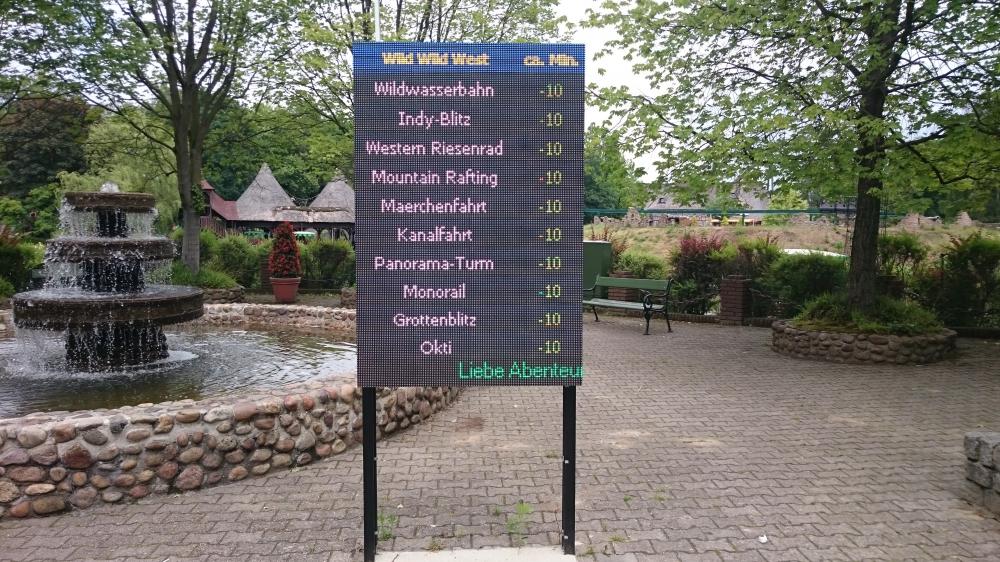 Wild Wild West ca. Min.
Wildwasserbahn -10
Indy-Blitz -10
Western Riesenrad -10
Mountain Rafting -10
Maerchenfahrt -10
Kanalfahrt -10
Panorama-Turm -10
Monorail -10
Grottenblitz -10
Okti -10
Liebe Abenteu